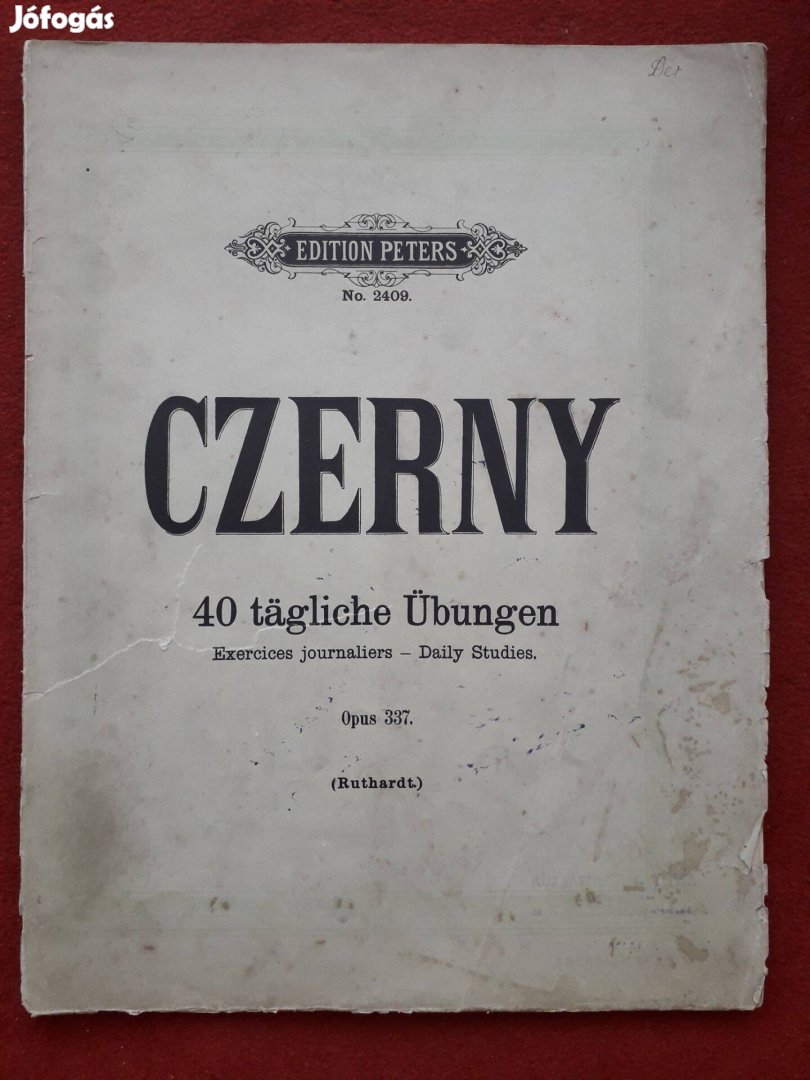 Jófogás
EDITION PETERS
No. 2409.
CZERNY
40 tägliche Übungen
Exercices journaliers – Daily Studies.
Opus 337.
(Ruthardt.)